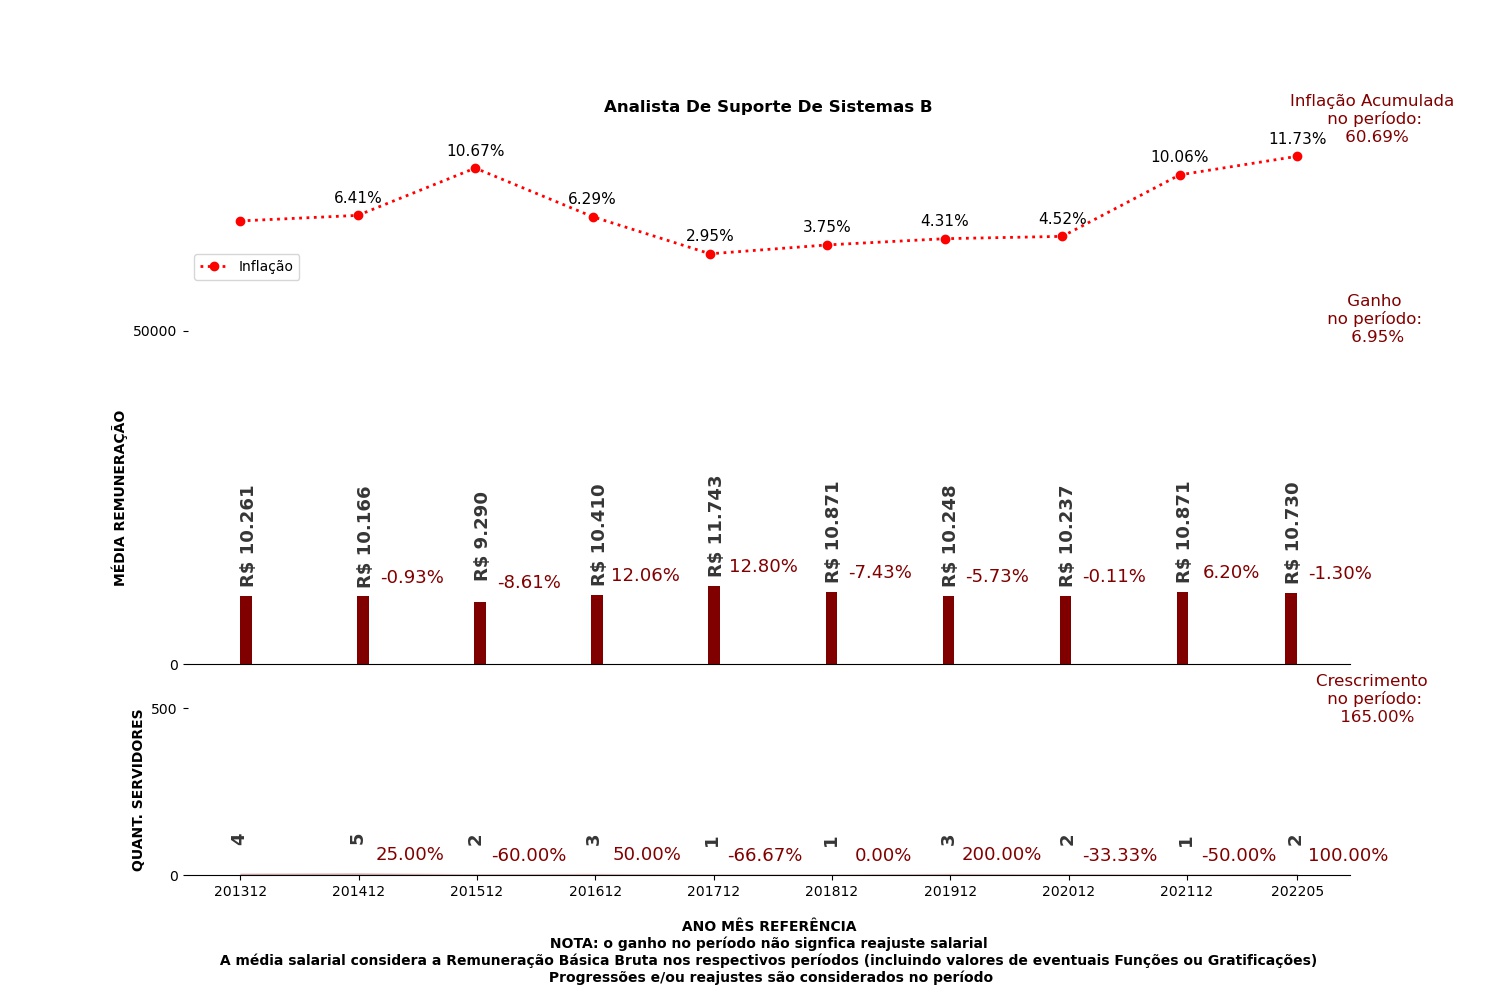 Analista De Suporte De Sistemas B
Inflação Acumulada
no período:
60.69%
6.41%
10.67%
6.29%
2.95%
3.75%
4.31%
4.52%
10.06%
11.73%
Inflação
Ganho
no período:
6.95%
50000
0
MÉDIA REMUNERAÇÃO
R$ 10.261
R$ 10.166
R$ 9.290
R$ 10.410
R$ 11.743
R$ 10.871
R$ 10.248
R$ 10.237
R$ 10.871
R$ 10.730
-0.93%
-8.61%
12.06%
12.80%
-7.43%
-5.73%
-0.11%
6.20%
-1.30%
Crescrimento
no período:
165.00%
500
0
QUANT. SERVIDORES
4
5
2
3
1
1
3
2
1
2
25.00%
-60.00%
50.00%
-66.67%
0.00%
200.00%
-33.33%
-50.00%
100.00%
201312
201412
201512
201612
201712
201812
201912
202012
202112
202205
ANO MÊS REFERÊNCIA
NOTA: o ganho no período não signfica reajuste salarial
A média salarial considera a Remuneração Básica Bruta nos respectivos períodos (incluindo valores de eventuais Funções ou Gratificações)
Progressões e/ou reajustes são considerados no período